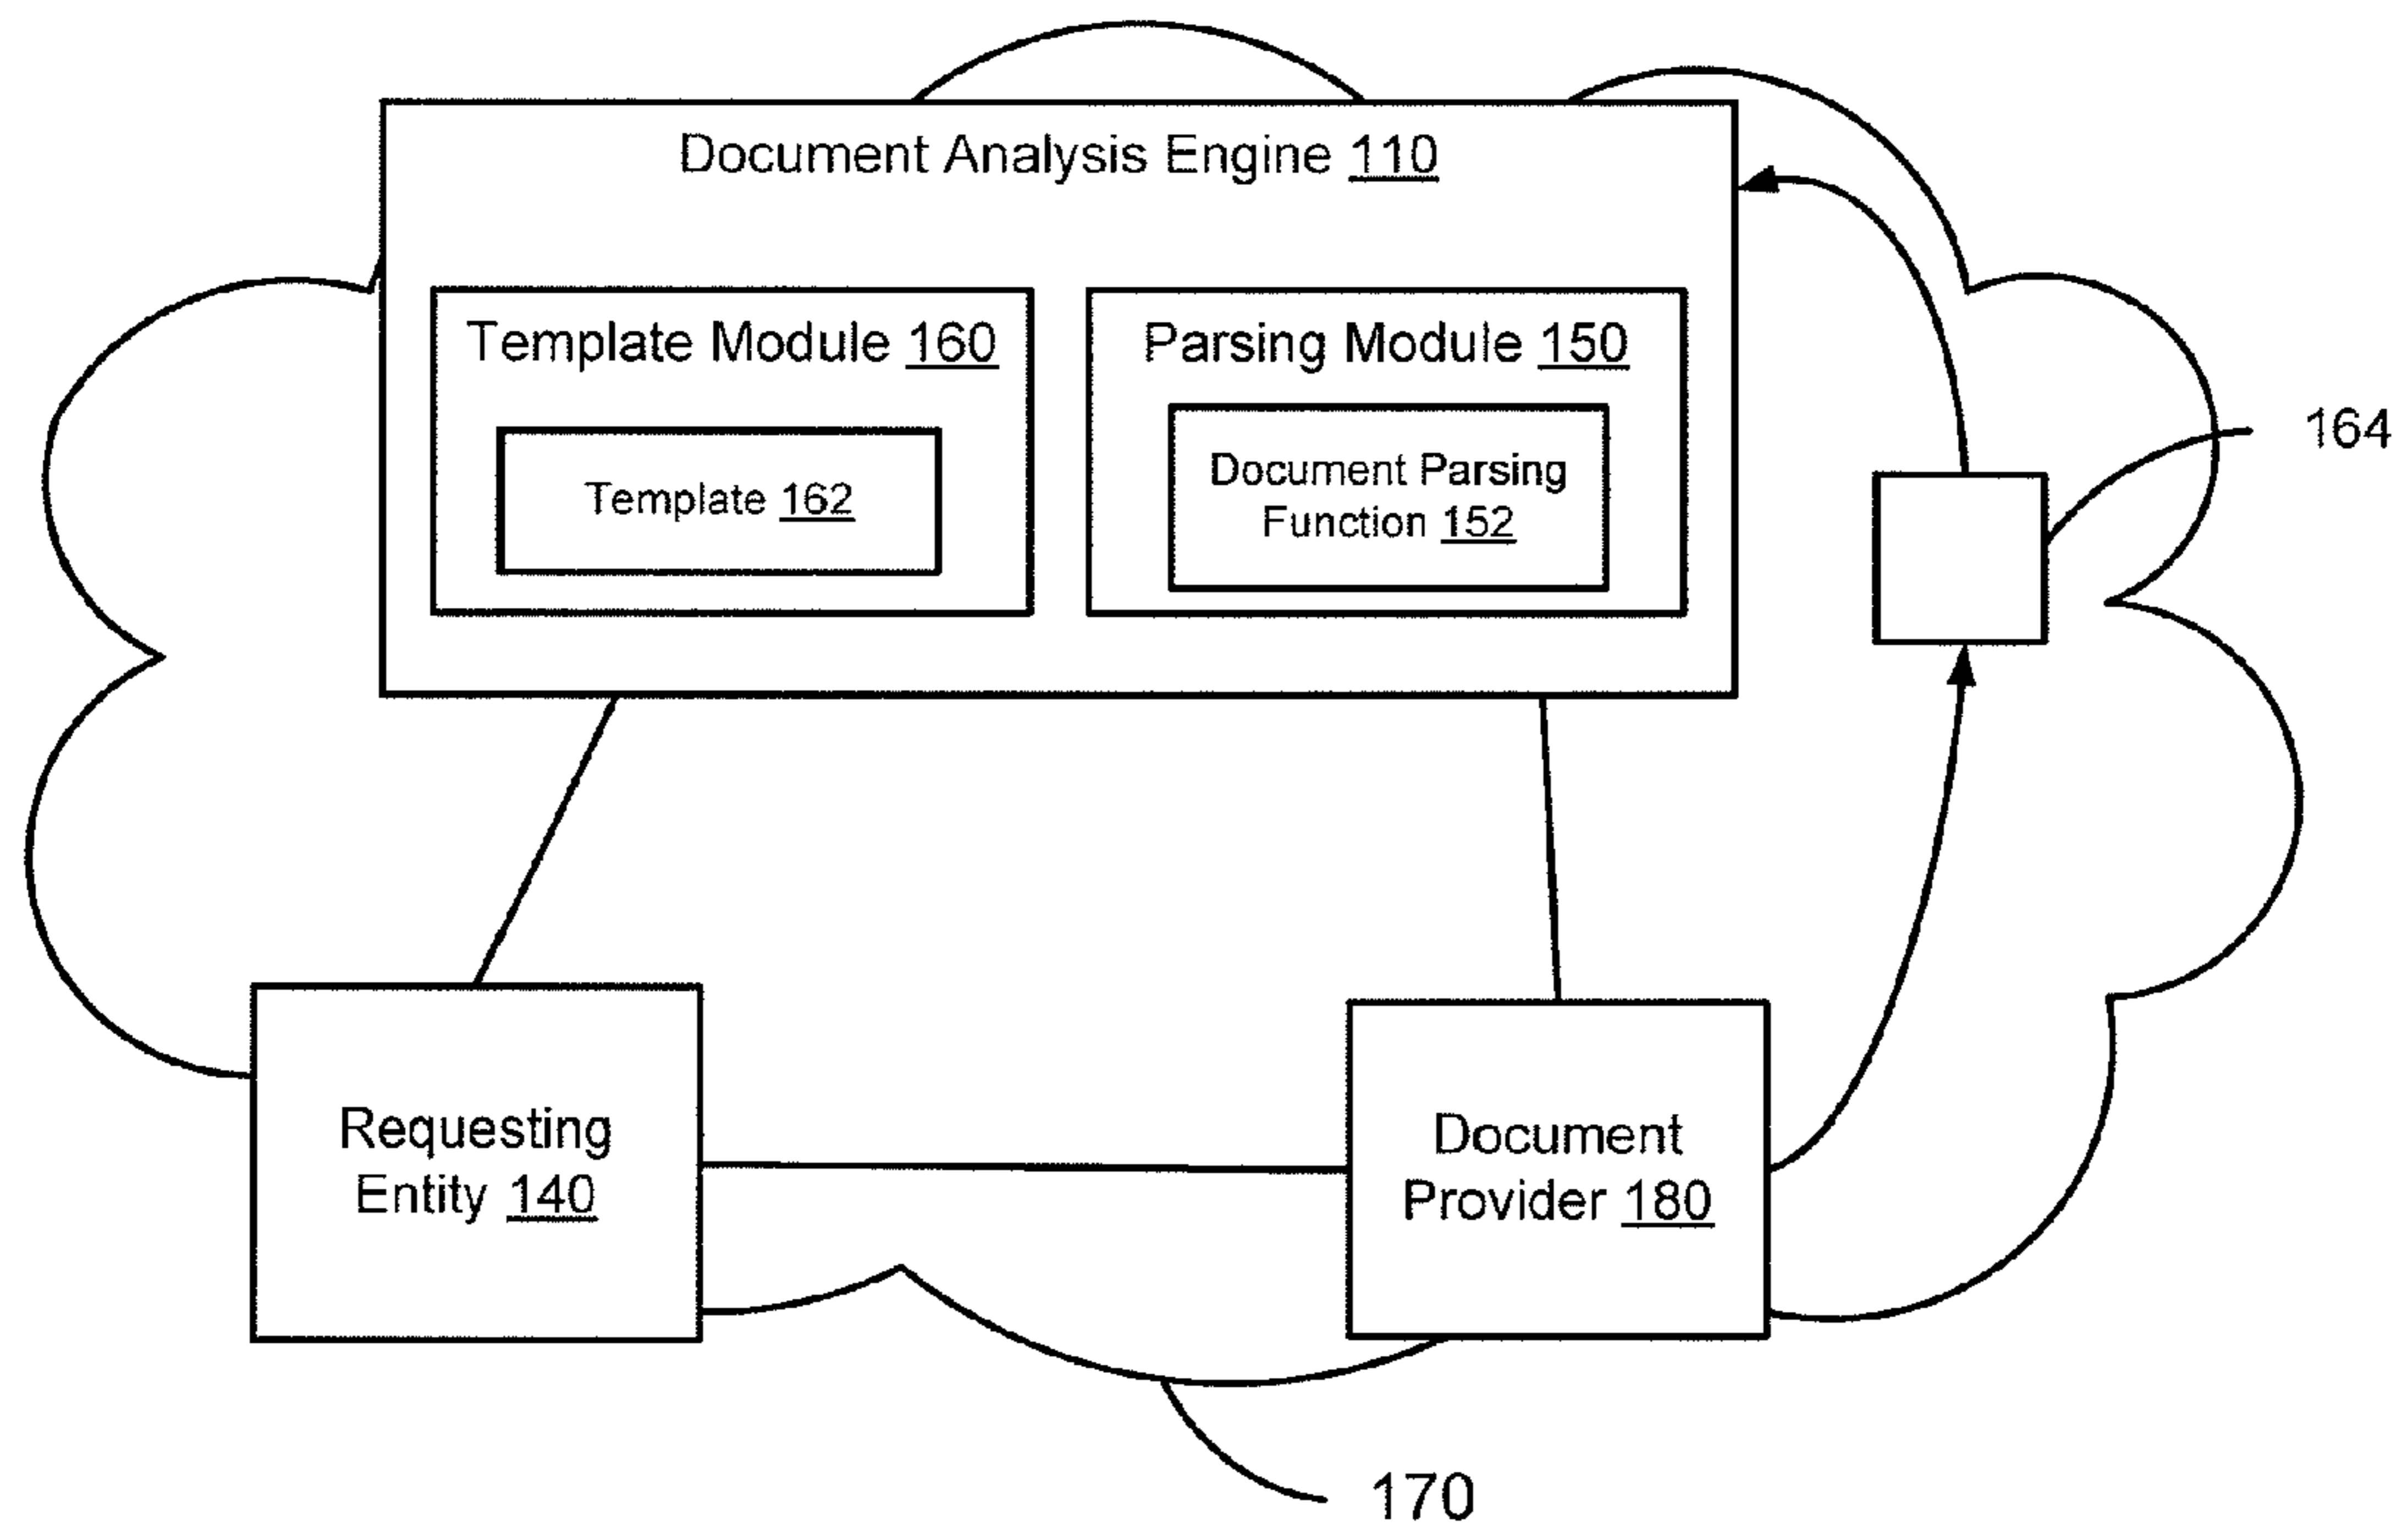 Document Analysis Engine 110
Template Module 160
Template 162
Parsing Module 150
Document Parsing
Function 152
164
Requesting
Entity 140
Document
Provider 180
170